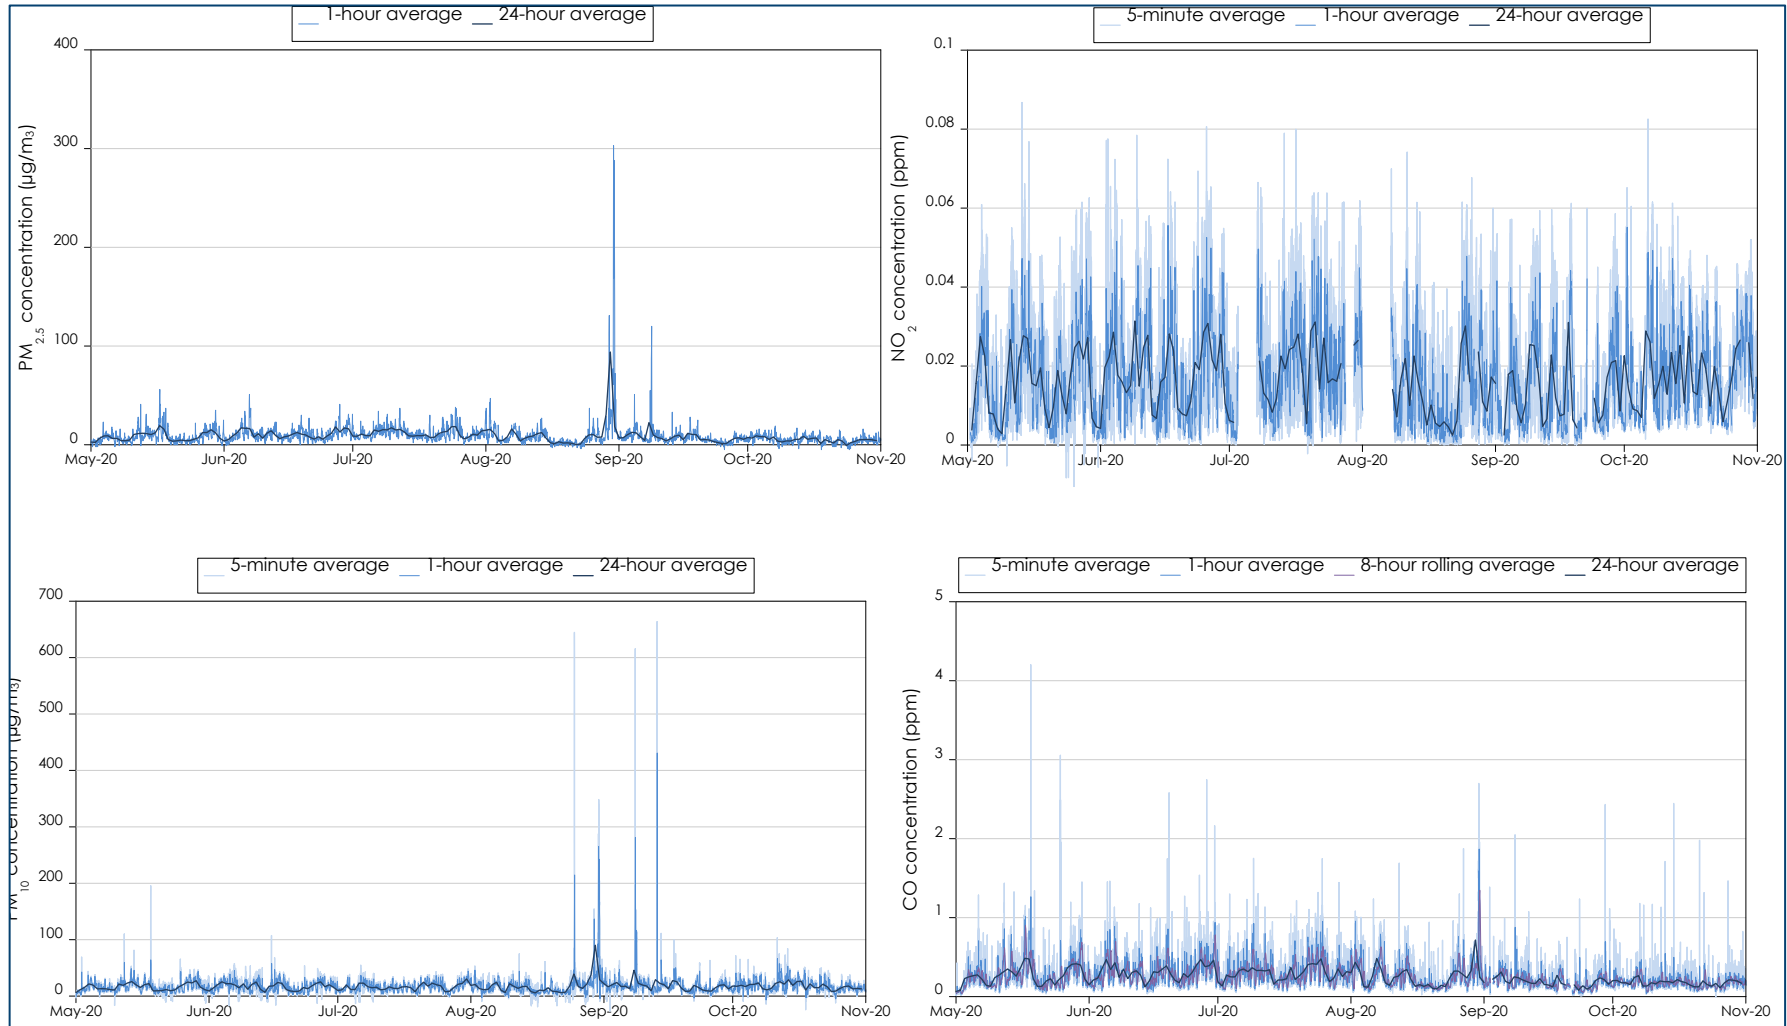 1-hour average 24-hour average
400
300
200
100
0
PM2.5 concentration (µg/m3)
May-20 Jun-20 Jul-20 Aug-20 Sep-20 Oct-20 Nov-20
5-minute average 1-hour average 24-hour average
0.1
0.08
0.06
0.04
0.02
0
NO2 concentration (ppm)
May-20 Jun-20 Jul-20 Aug-20 Sep-20 Oct-20 Nov-20
5-minute average 1-hour average 24-hour average
700
600
500
400
300
200
100
0
PM10 concentration (µg/m3)
May-20 Jun-20 Jul-20 Aug-20 Sep-20 Oct-20 Nov-20
5-minute average 1-hour average 8-hour rolling average 24-hour average
5
4
3
2
1
0
CO concentration (ppm)
May-20 Jun-20 Jul-20 Aug-20 Sep-20 Oct-20 Nov-20